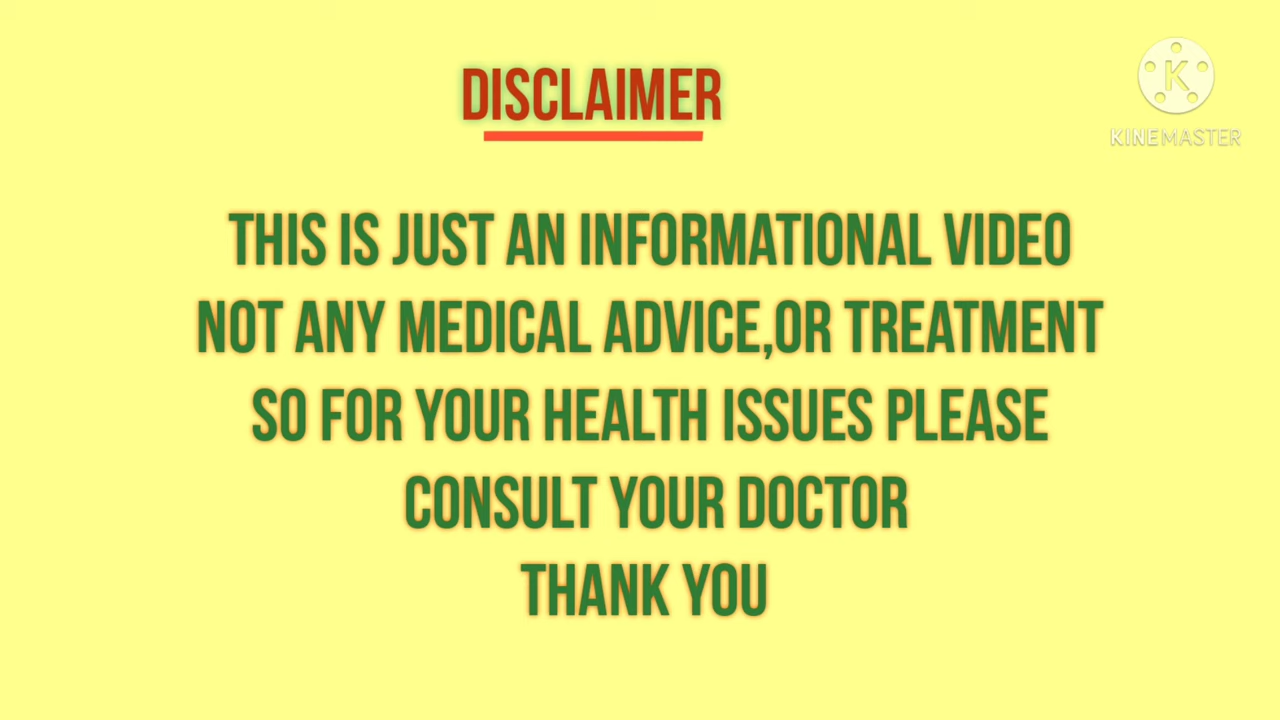 DISCLAIMER
KINEMASTER
THIS IS JUST AN INFORMATIONAL VIDEO
NOT ANY MEDICAL ADVICE,OR TREATMENT
SO FOR YOUR HEALTH ISSUES PLEASE
CONSULT YOUR DOCTOR
THANK YOU